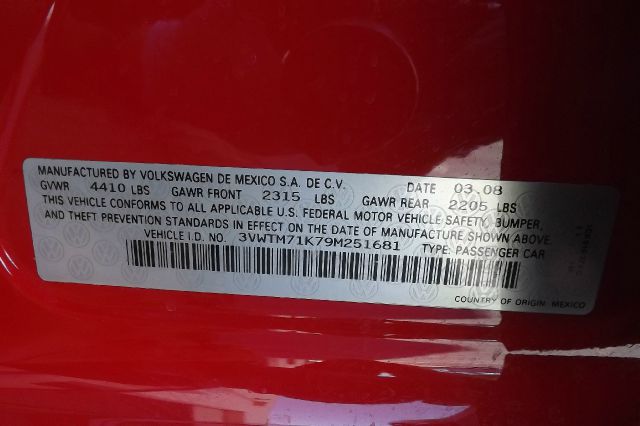 MANUFACTURED BY VOLKSWAGEN DE MEXICO S.A. DE C.V. DATE 03.08
GVWR 4410 LBS GAWR FRONT 2315 LBS GAWR REAR 2205 LBS
THIS VEHICLE CONFORMS TO ALL APPLICABLE U.S. FEDERAL MOTOR VEHICLE SAFETY, BUMPER,
AND THEFT PREVENTION STANDARDS IN EFFECT ON THE DATE OF MANUFACTURE SHOWN ABOVE.
VEHICLE I.D. NO. 3VWTM71K79M251681 TYPE: PASSENGER CAR
COUNTRY OF ORIGIN: MEXICO